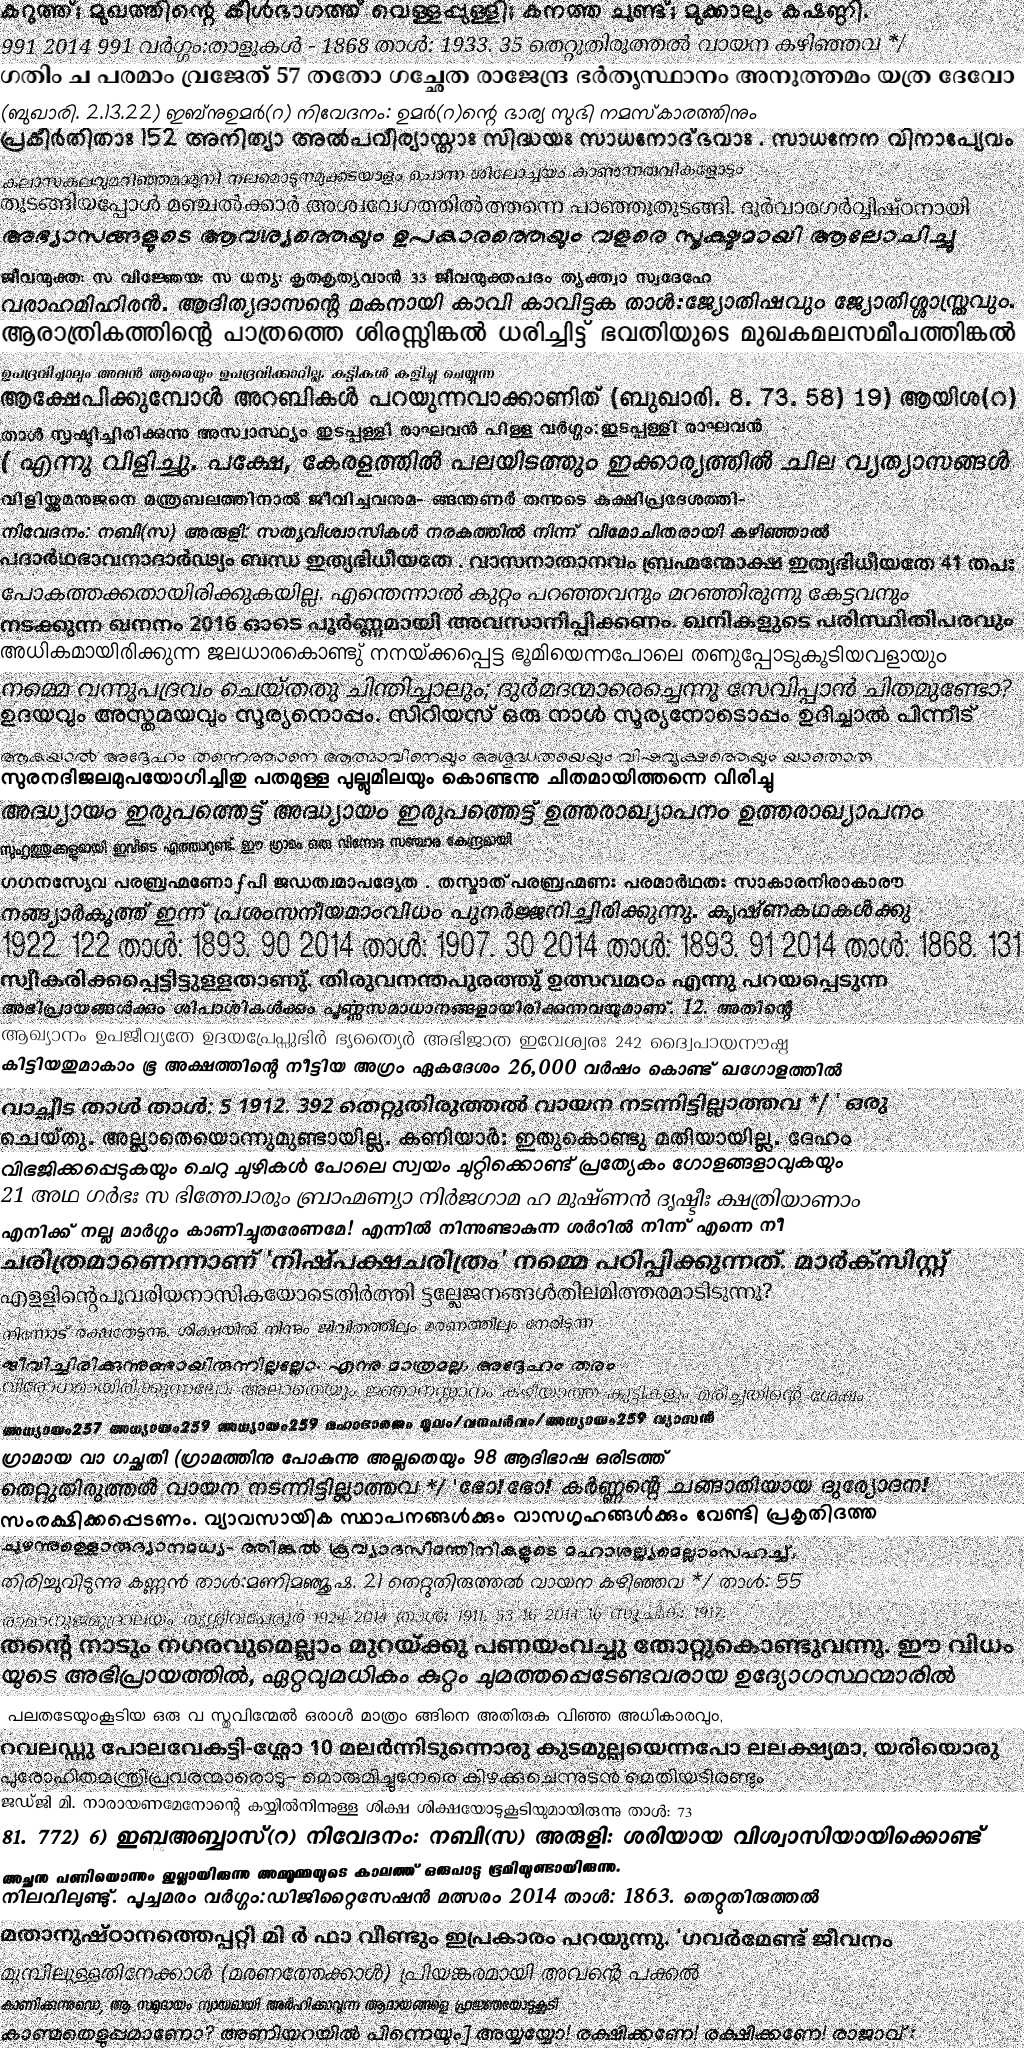 കറുത്ത്; മുഖത്തിന്റെ കീൾഭാഗത്ത് വെള്ളപ്പുള്ളി; കനത്ത ചൂണ്ട്; മുക്കാലും കഷണ്ടി.
991 2014 991 വർഗ്ഗം:താളുകൾ - 1868 താൾ: 1933. 35 തെറ്റുതിരുത്തൽ വായന കഴിഞ്ഞവ */
ഗതിം ച പരമാം വ്രജേത് 57 തതോ ഗച്ഛേത രാജേന്ദ്ര ഭർതൃസ്ഥാനം അനുത്തമം യത്ര ദേവോ
(ബുഖാരി. 2.13.22) ഇബ്നുഉമർ(റ) നിവേദനം: ഉമർ(റ)ന്റെ ഭാര്യ സുഭി നമസ്കാരത്തിനും
പ്രകീർതിതാഃ 152 അനിത്യാ അൽപവീര്യാസ്താഃ സിദ്ധയഃ സാധനോദ്ഭവാഃ . സാധനേന വിനാപ്യേവം
കലാസകലവുമറിഞ്ഞമാമുനി നലമൊടുനമുക്കടയാളം ചൊന്ന ശിലോച്ചയം കാണുന്നരുവികളോടും
തുടങ്ങിയപ്പോൾ മഞ്ചൽക്കാർ അശ്വവേഗത്തിൽത്തന്നെ പാഞ്ഞുതുടങ്ങി. ദുർവാരഗർവ്വിഷ്ഠനായി
അഭ്യാസങ്ങളുടെ ആവശ്യത്തെയും ഉപകാരത്തെയും വളരെ സൂക്ഷ്മമായി ആലോചിച്ചു
ജീവന്മുക്തഃ സ വിജ്ഞേയഃ സ ധന്യഃ കൃതകൃത്യവാൻ 33 ജീവന്മുക്തപദം ത്യക്ത്വാ സ്വദേഹേ
വരാഹമിഹിരൻ. ആദിത്യദാസന്റെ മകനായി കാവി കാവിട്ടക താൾ:ജ്യോതിഷവും ജ്യോതിശ്ശാസ്ത്രവും.
ആരാത്രികത്തിന്റെ പാത്രത്തെ ശിരസ്സിങ്കൽ ധരിച്ചിട്ട് ഭവതിയുടെ മുഖകമലസമീപത്തിങ്കൽ
ഉപദ്രവിച്ചാലും അവൻ ആരെയും ഉപദ്രവിക്കാറില്ല. കുട്ടികൾ കളിച്ചു ചെയ്യുന്ന
ആക്ഷേപിക്കുമ്പോൾ അറബികൾ പറയുന്നവാക്കാണിത് (ബുഖാരി. 8. 73. 58) 19) ആയിശ(റ)
താൾ സൃഷ്ടിച്ചിരിക്കുന്നു അസ്വാസ്ഥ്യം ഇടപ്പള്ളി രാഘവൻ പിള്ള വർഗ്ഗം:ഇടപ്പള്ളി രാഘവൻ
( എന്നു വിളിച്ചു. പക്ഷേ, കേരളത്തിൽ പലയിടത്തും ഇക്കാര്യത്തിൽ ചില വ്യത്യാസങ്ങൾ
വിളിയ്ക്കുമനുജനെ മന്ത്രബലത്തിനാൽ ജീവിച്ചവനുമ- ങ്ങന്തണർ തന്നുടെ കുക്ഷിപ്രദേശത്തി-
നിവേദനം: നബി(സ) അരുളി: സത്യവിശ്വാസികൾ നരകത്തിൽ നിന്ന് വിമോചിതരായി കഴിഞ്ഞാൽ
പദാർഥഭാവനാദാർഢ്യം ബന്ധ ഇത്യഭിധീയതേ . വാസനാതാനവം ബ്രഹ്മന്മോക്ഷ ഇത്യഭിധീയതേ 41 തപഃ
പോകത്തക്കതായിരിക്കുകയില്ല. എന്തെന്നാൽ കുറ്റം പറഞ്ഞവനും മറഞ്ഞിരുന്നു കേട്ടവനും
നടക്കുന്ന ഖനനം 2016 ഓടെ പൂർണ്ണമായി അവസാനിപ്പിക്കണം. ഖനികളുടെ പരിസ്ഥിതിപരവും
അധികമായിരിക്കുന്ന ജലധാരകൊണ്ടു് നനയ്ക്കപ്പെട്ട ഭൂമിയെന്നപോലെ തണുപ്പോടുകൂടിയവളായും
നമ്മെ വന്നുപദ്രവം ചെയ്തതു ചിന്തിച്ചാലും; ദുർമദന്മാരെച്ചെന്നൂ സേവിപ്പാൻ ചിതമുണ്ടോ?
ഉദയവും അസ്തമയവും സൂര്യനൊപ്പം. സിറിയസ് ഒരു നാൾ സൂര്യനോടൊപ്പം ഉദിച്ചാൽ പിന്നീട്
ആകയാൽ അദ്ദേഹം തന്നെത്താനെ ആത്മാവിനെയും അശുദ്ധതയെയും വിഷവൃക്ഷത്തെയും യാതൊരു
സുരനദിജലമുപയോഗിച്ചിതു പതമുള്ള പുല്ലുമിലയും കൊണ്ടന്നു ചിതമായിത്തന്നെ വിരിച്ചു
അദ്ധ്യായം ഇരുപത്തെട്ട് അദ്ധ്യായം ഇരുപത്തെട്ട് ഉത്തരാഖ്യാപനം ഉത്തരാഖ്യാപനം
സുഹൃത്തുക്കളുമായി ഇവിടെ എത്താറുണ്ട്. ഈ ഗ്രാമം ഒരു വിനോദ സഞ്ചാര കേന്ദ്രമായി
ഗഗനസ്യേവ പരബ്രഹ്മണോഽപി ജഡത്വമാപദ്യേത . തസ്മാത്പരബ്രഹ്മണഃ പരമാർഥതഃ സാകാരനിരാകാരൗ
നങ്ങ്യാർകൂത്ത് ഇന്ന് പ്രശംസനീയമാംവിധം പുനർജ്ജനിച്ചിരിക്കുന്നു. കൃഷ്ണകഥകൾക്കു
1922. 122 താൾ: 1893. 90 2014 താൾ: 1907. 30 2014 താൾ: 1893. 91 2014 താൾ: 1868. 131
സ്വീകരിക്കപ്പെട്ടിട്ടുള്ളതാണു്. തിരുവനന്തപുരത്തു് ഉത്സവമഠം എന്നു പറയപ്പെടുന്ന
അഭിപ്രായങ്ങൾക്കും ശിപാശികൾക്കും പൂണ്ണസമാധാനങ്ങളായിരിക്കുന്നവയുമാണ്. 12. അതിന്റെ
ആഖ്യാനം ഉപജീവ്യതേ ഉദയപ്രേപ്സുഭിർ ഭൃത്യൈർ അഭിജാത ഇവേശ്വരഃ 242 ദ്വൈപായനൗഷ്ഠ
കിട്ടിയതുമാകാം ഭൂ അക്ഷത്തിന്റെ നീട്ടിയ അഗ്രം ഏകദേശം 26,000 വർഷം കൊണ്ട് ഖഗോളത്തിൽ
വാച്ഛീട താൾ താൾ: 5 1912. 392 തെറ്റുതിരുത്തൽ വായന നടന്നിട്ടില്ലാത്തവ */ ' ഒരു
ചെയ്തു. അല്ലാതെയൊന്നുമുണ്ടായില്ല. കണിയാർ: ഇതുകൊണ്ടു മതിയായില്ല. ദേഹം
വിഭജിക്കപ്പെടുകയും ചെറു ചുഴികൾ പോലെ സ്വയം ചുറ്റിക്കൊണ്ട് പ്രത്യേകം ഗോളങ്ങളാവുകയും
21 അഥ ഗർഭഃ സ ഭിത്ത്വോരും ബ്രാഹ്മണ്യാ നിർജഗാമ ഹ മുഷ്ണൻ ദൃഷ്ടീഃ ക്ഷത്രിയാണാം
എനിക്ക് നല്ല മാർഗ്ഗം കാണിച്ചുതരേണമേ! എന്നിൽ നിന്നുണ്ടാകുന്ന ശർറിൽ നിന്ന് എന്നെ നീ
ചരിത്രമാണെന്നാണ് 'നിഷ്പക്ഷചരിത്രം' നമ്മെ പഠിപ്പിക്കുന്നത്. മാർക്സിസ്റ്റ്
എളളിന്റെപൂവരിയനാസികയോടെതിർത്തി ട്ടല്ലേജനങ്ങൾതിലമിത്തരമാടിടുന്നു?
നിന്നോട് രക്ഷതേടുന്നു. ശിക്ഷയിൽ നിന്നും ജീവിതത്തിലും മരണത്തിലും നേരിടുന്ന
ജീവിച്ചിരിക്കുന്നുണ്ടായിരുന്നില്ലല്ലോ. എന്നു മാത്രമല്ല, അദ്ദേഹം തരം
വിരോഗമായിരിക്കുന്നലോ! അലാതെയും ജ്ഞാനസ്നാനം കഴിയാത്ത കുട്ടികളും മരിച്ചതിന്റെ ശേഷം
അധ്യായം257 അധ്യായം259 അധ്യായം259 മഹാഭാരതം മൂലം/വനപർവം/അധ്യായം259 വ്യാസൻ
ഗ്രാമായ വാ ഗച്ഛതി (ഗ്രാമത്തിനു പോകുന്നു അല്ലതെയും 98 ആദിഭാഷ ഒരിടത്ത്
തെറ്റുതിരുത്തൽ വായന നടന്നിട്ടില്ലാത്തവ */ 'ഭോ!ഭോ! കർണ്ണന്റെ ചങ്ങാതിയായ ദുര്യോദന!
സംരക്ഷിക്കപ്പെടണം. വ്യാവസായിക സ്ഥാപനങ്ങൾക്കും വാസഗൃഹങ്ങൾക്കും വേണ്ടി പ്രകൃതിദത്ത
ചുഴന്നുള്ളൊരുദ്യാനമധ്യ- ത്തിങ്കൽ ക്രവ്യാദസീമന്തിനികളുടെ മഹാശല്ല്യമെല്ലാംസഹച്ച്,
തിരിച്ചുവിടുന്നു കണ്ണൻ താൾ:മണിമഞ്ജുഷ. 21 തെറ്റുതിരുത്തൽ വായന കഴിഞ്ഞവ */ താൾ: 55
രാമാനുജമുദ്രാലയം തൃശ്ശിവപേരൂർ 1924 2014 താൾ: 1911. 53 16 2014 16 സൂചിക: 1917.
തന്റെ നാടും നഗരവുമെല്ലാം മുറയ്ക്കു പണയംവച്ചു തോറ്റുകൊണ്ടുവന്നു. ഈ വിധം
യുടെ അഭിപ്രായത്തിൽ, ഏറ്റവുമധികം കുറ്റം ചുമത്തപ്പെടേണ്ടവരായ ഉദ്യോഗസ്ഥന്മാരിൽ
പലതടേയുംകൂടിയ ഒരു വ സ്തുവിന്മേൽ ഒരാൾ മാത്രം ങ്ങിനെ അതിരുക വിഞ്ഞ അധികാരവും,
റവലഡ്ഢു പോലവേകട്ടി-ശ്ശോ 10 മലർന്നിടുന്നൊരു കുടമുല്ലയെന്നപോ ലലക്ഷ്യമാ, യരിയൊരു
പുരോഹിതമന്ത്രിപ്രവരന്മാരൊടു- മൊരുമിച്ചുനേരെ കിഴക്കുചെന്നുടൻ മെതിയടിരണ്ടും
ജഡ്ജി മി. നാരായണമേനോന്റെ കയ്യിൽനിന്നുള്ള ശിക്ഷ ശിക്ഷയോടുകൂടിയുമായിരുന്നു താൾ: 73
81. 772) 6) ഇബ്നഅബ്ബാസ്(റ) നിവേദനം: നബി(സ) അരുളി: ശരിയായ വിശ്വാസിയായിക്കൊണ്ട്
അച്ഛനു പണിയൊന്നും ഇല്ലായിരുന്നു അമ്മൂമ്മയുടെ കാലത്ത് ഒരുപാടു ഭൂമിയുണ്ടായിരുന്നു.
നിലവിലുണ്ടു്. പൂച്ചമരം വർഗ്ഗം:ഡിജിറ്റൈസേഷൻ മത്സരം 2014 താൾ: 1863. തെറ്റുതിരുത്തൽ
മതാനുഷ്ഠാനത്തെപ്പറ്റി മി ർ ഫാ വീണ്ടും ഇപ്രകാരം പറയുന്നു. 'ഗവർമേണ്ട് ജീവനം
മുമ്പിലുള്ളതിനേക്കാൾ (മരണത്തേക്കാൾ) പ്രിയങ്കരമായി അവന്റെ പക്കൽ
കാണിക്കുന്നുവെ, ആ സമുദായം ന്യായമായി അർഹിക്കാവുന്ന ആദായങ്ങളെ പ്രാജ്ഞയോടുകൂടി
കാണ്മതെളുപ്പമാണോ? അണിയറയിൽ പിന്നെയും] അയ്യയ്യോ! രക്ഷിക്കണേ! രക്ഷിക്കണേ! രാജാവ്: